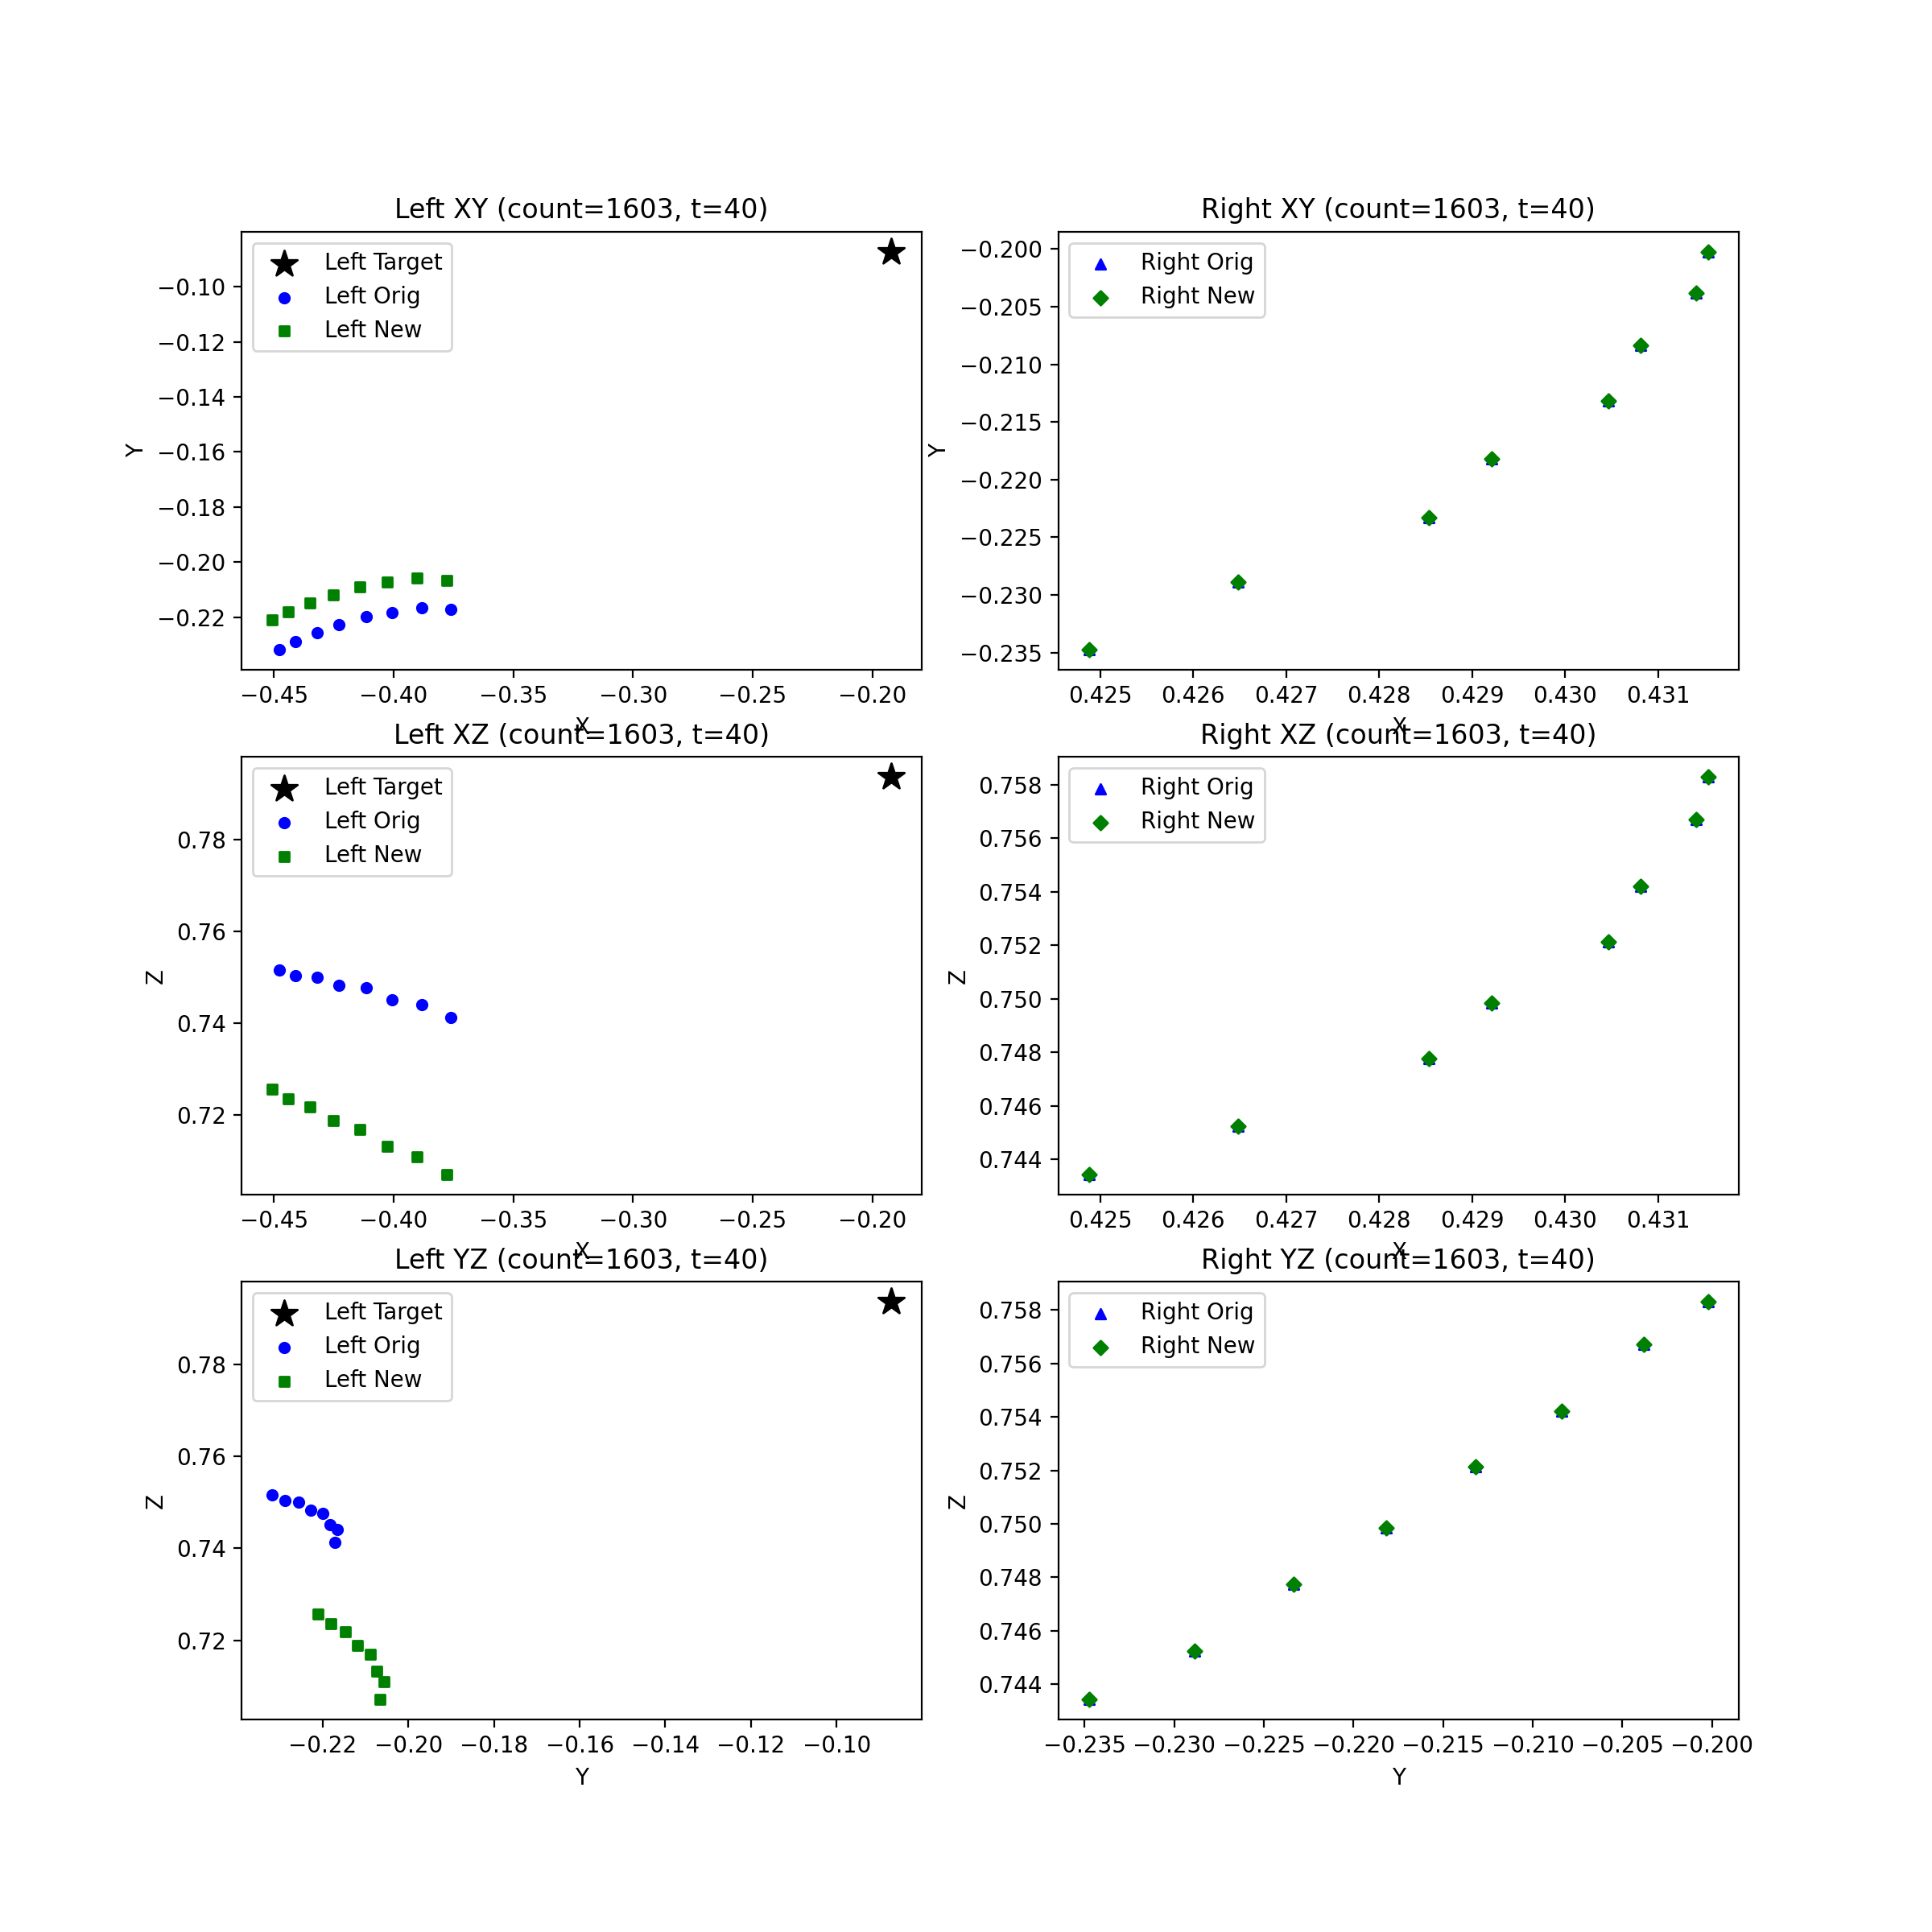 Left XY (count=1603, t=40)
Left Target
Left Orig
Left New
−0.10
−0.12
−0.14
−0.16
−0.18
−0.20
−0.22
Y
−0.45
−0.40
−0.35
−0.30
−0.25
−0.20
X
Right XY (count=1603, t=40)
Right Orig
Right New
−0.200
−0.205
−0.210
−0.215
−0.220
−0.225
−0.230
−0.235
Y
0.425
0.426
0.427
0.428
0.429
0.430
0.431
X
Left XZ (count=1603, t=40)
Left Target
Left Orig
Left New
0.78
0.76
0.74
0.72
Z
−0.45
−0.40
−0.35
−0.30
−0.25
−0.20
X
Right XZ (count=1603, t=40)
Right Orig
Right New
0.758
0.756
0.754
0.752
0.750
0.748
0.746
0.744
Z
0.425
0.426
0.427
0.428
0.429
0.430
0.431
X
Left YZ (count=1603, t=40)
Left Target
Left Orig
Left New
0.78
0.76
0.74
0.72
Z
−0.22
−0.20
−0.18
−0.16
−0.14
−0.12
−0.10
Y
Right YZ (count=1603, t=40)
Right Orig
Right New
0.758
0.756
0.754
0.752
0.750
0.748
0.746
0.744
Z
−0.235
−0.230
−0.225
−0.220
−0.215
−0.210
−0.205
−0.200
Y